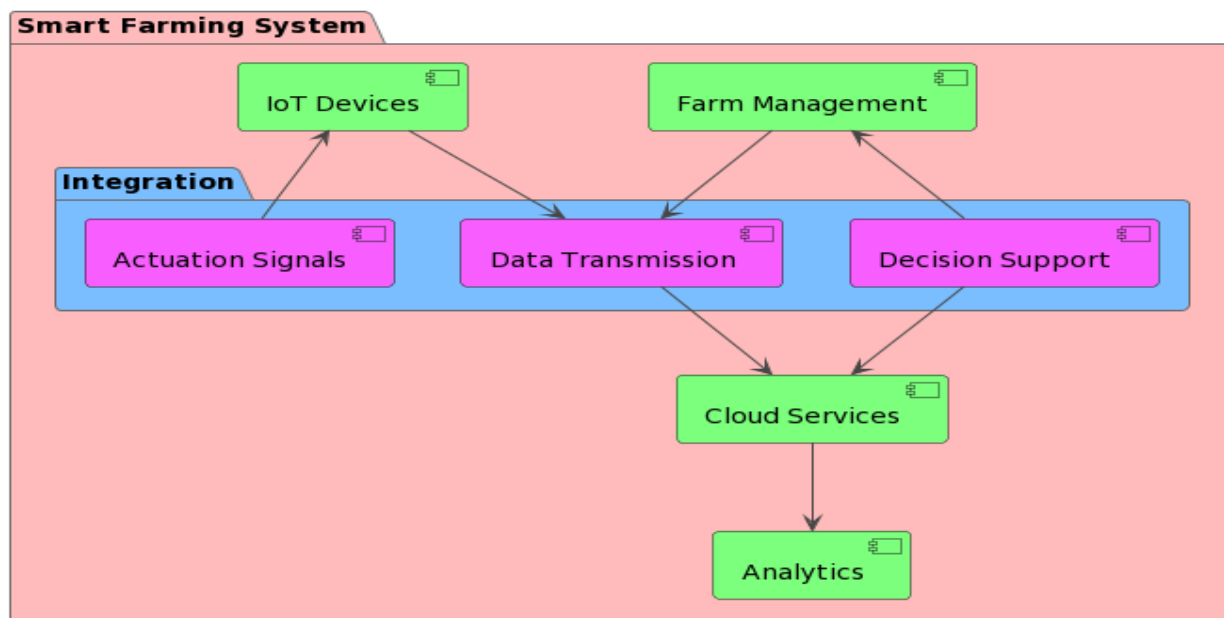 Smart Farming System
IoT Devices
Farm Management
Integration
Actuation Signals
Data Transmission
Decision Support
Cloud Services
Analytics